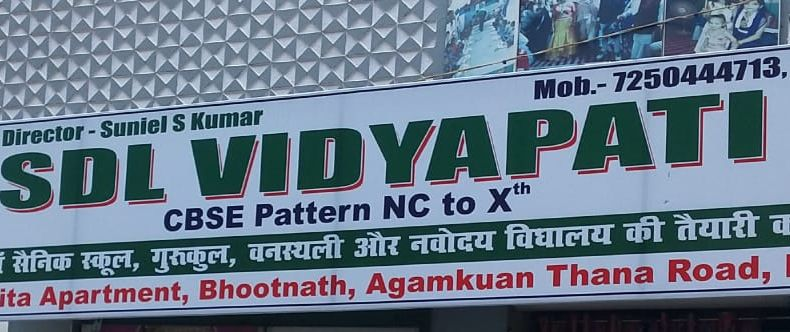 Mob.- 7250444713,
Director - Suniel S Kumar
SDL VIDYAPATI
CBSE Pattern NC to Xth
सैनिक स्कूल, गुरूकुल, वनस्थली और नवोदय विद्यालय की तैयारी
Apartment, Bhootnath, Agamkuan Thana Road,